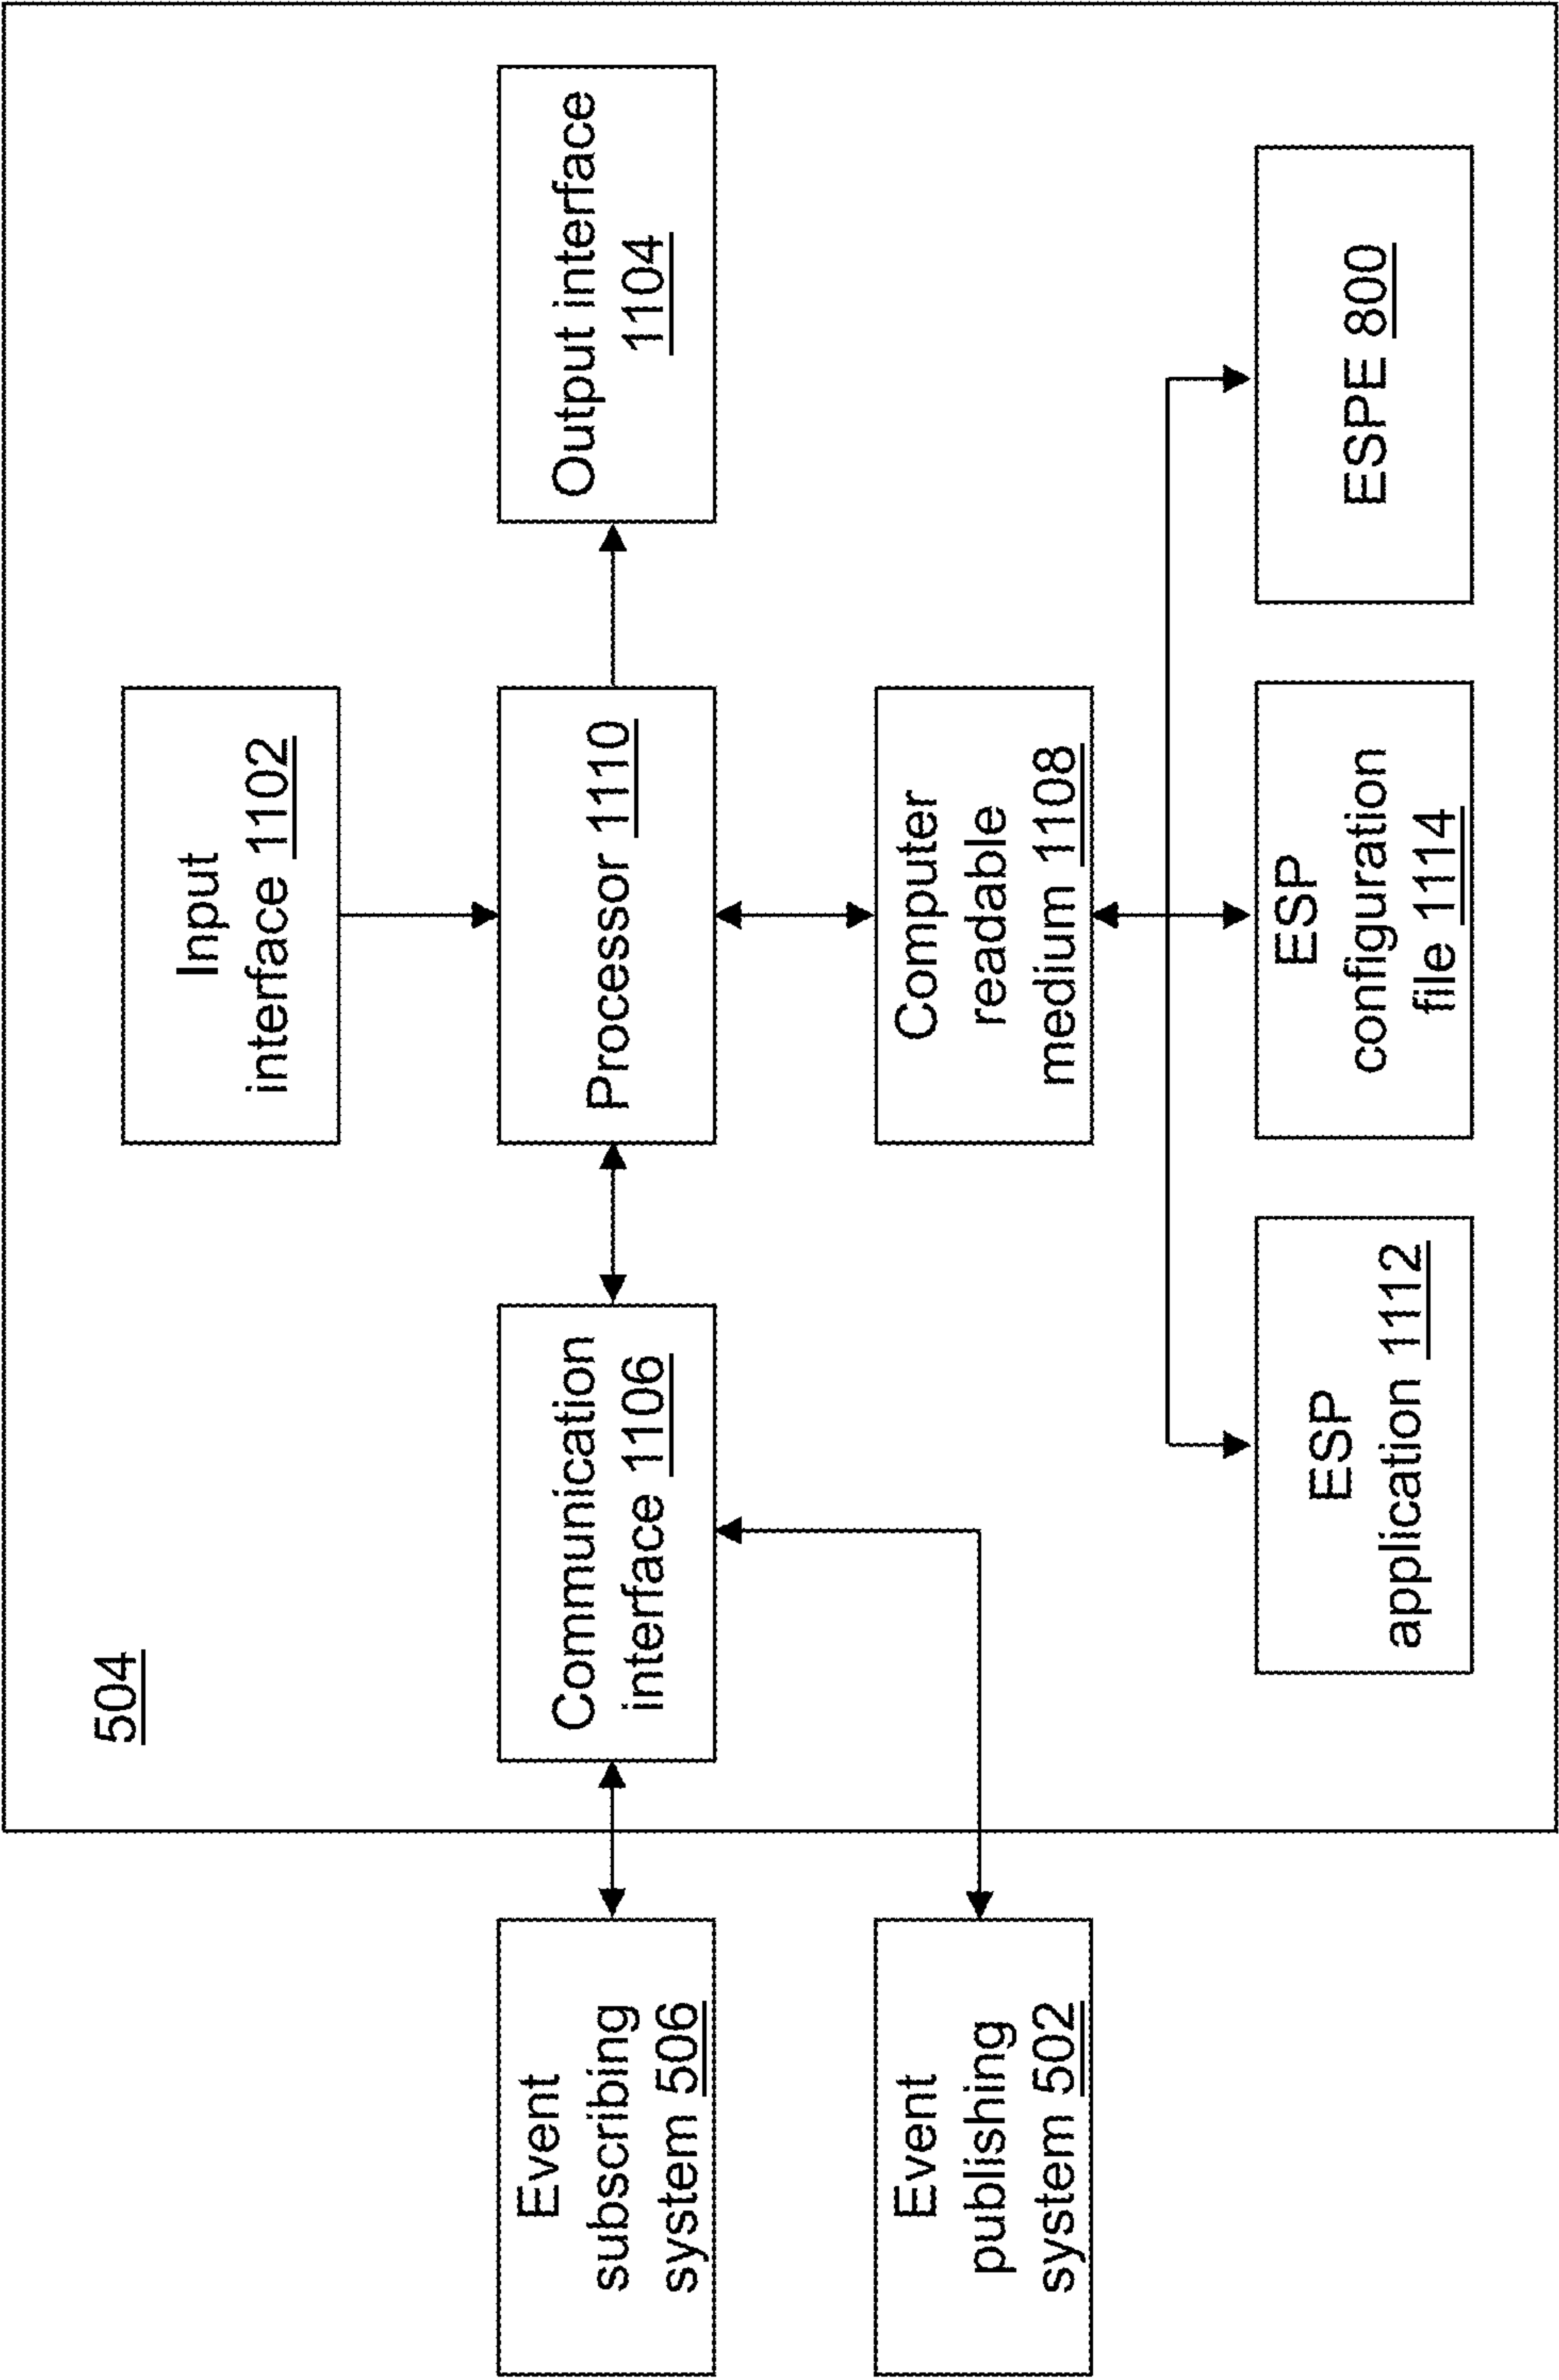 504
Input
interface 1102
Event
subscribing
system 506
Communication
interface 1106
Processor 1110
Output interface
1104
Event
publishing
system 502
Computer
readable
medium 1108
ESP
application 1112
ESP
configuration
file 1114
ESPE 800